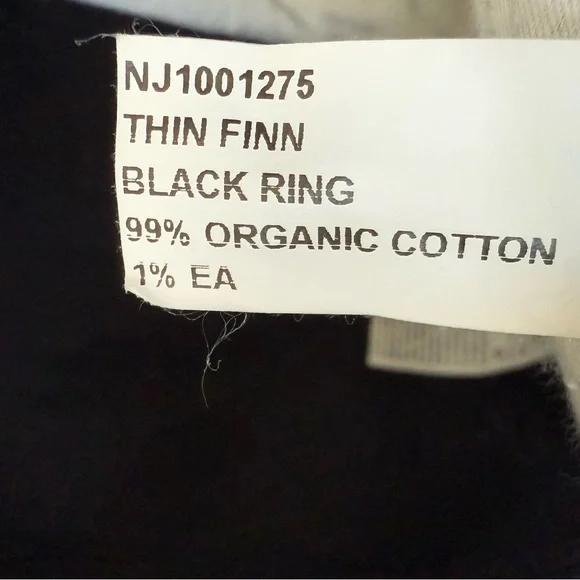 NJ1001275
THIN FINN
BLACK RING
99% ORGANIC COTTON
1% EA